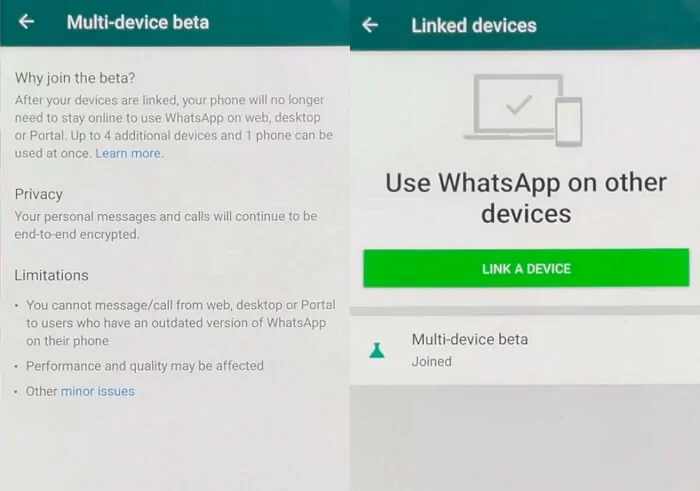 Multi-device beta
Why join the beta?
After your devices are linked, your phone will no longer
need to stay online to use WhatsApp on web, desktop
or Portal. Up to 4 additional devices and 1 phone can be
used at once. Learn more.
Privacy
Your personal messages and calls will continue to be
end-to-end encrypted.
Limitations
• You cannot message/call from web, desktop or Portal
to users who have an outdated version of WhatsApp
on their phone
• Performance and quality may be affected
• Other minor issues
Linked devices
Use WhatsApp on other
devices
LINK A DEVICE
Multi-device beta
Joined